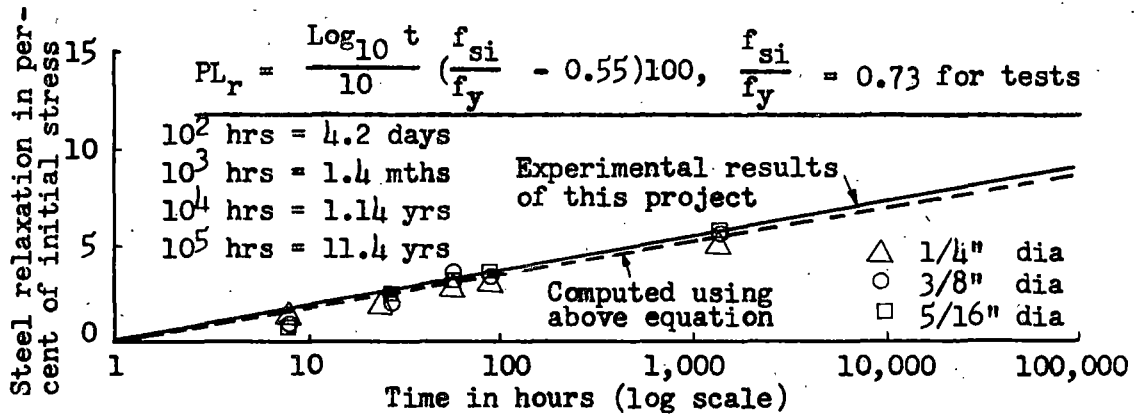 Steel relaxation in per-
cent of initial stress
15
10
5
0
PL_r = Log_10 t / 10 (f_si / f_y - 0.55)100, f_si / f_y = 0.73 for tests
10^2 hrs = 4.2 days
10^3 hrs = 1.4 mths
10^4 hrs = 1.14 yrs
10^5 hrs = 11.4 yrs
Experimental results
of this project
Computed using
above equation
1/4" dia
3/8" dia
5/16" dia
1 10 100 1,000 10,000 100,000
Time in hours (log scale)